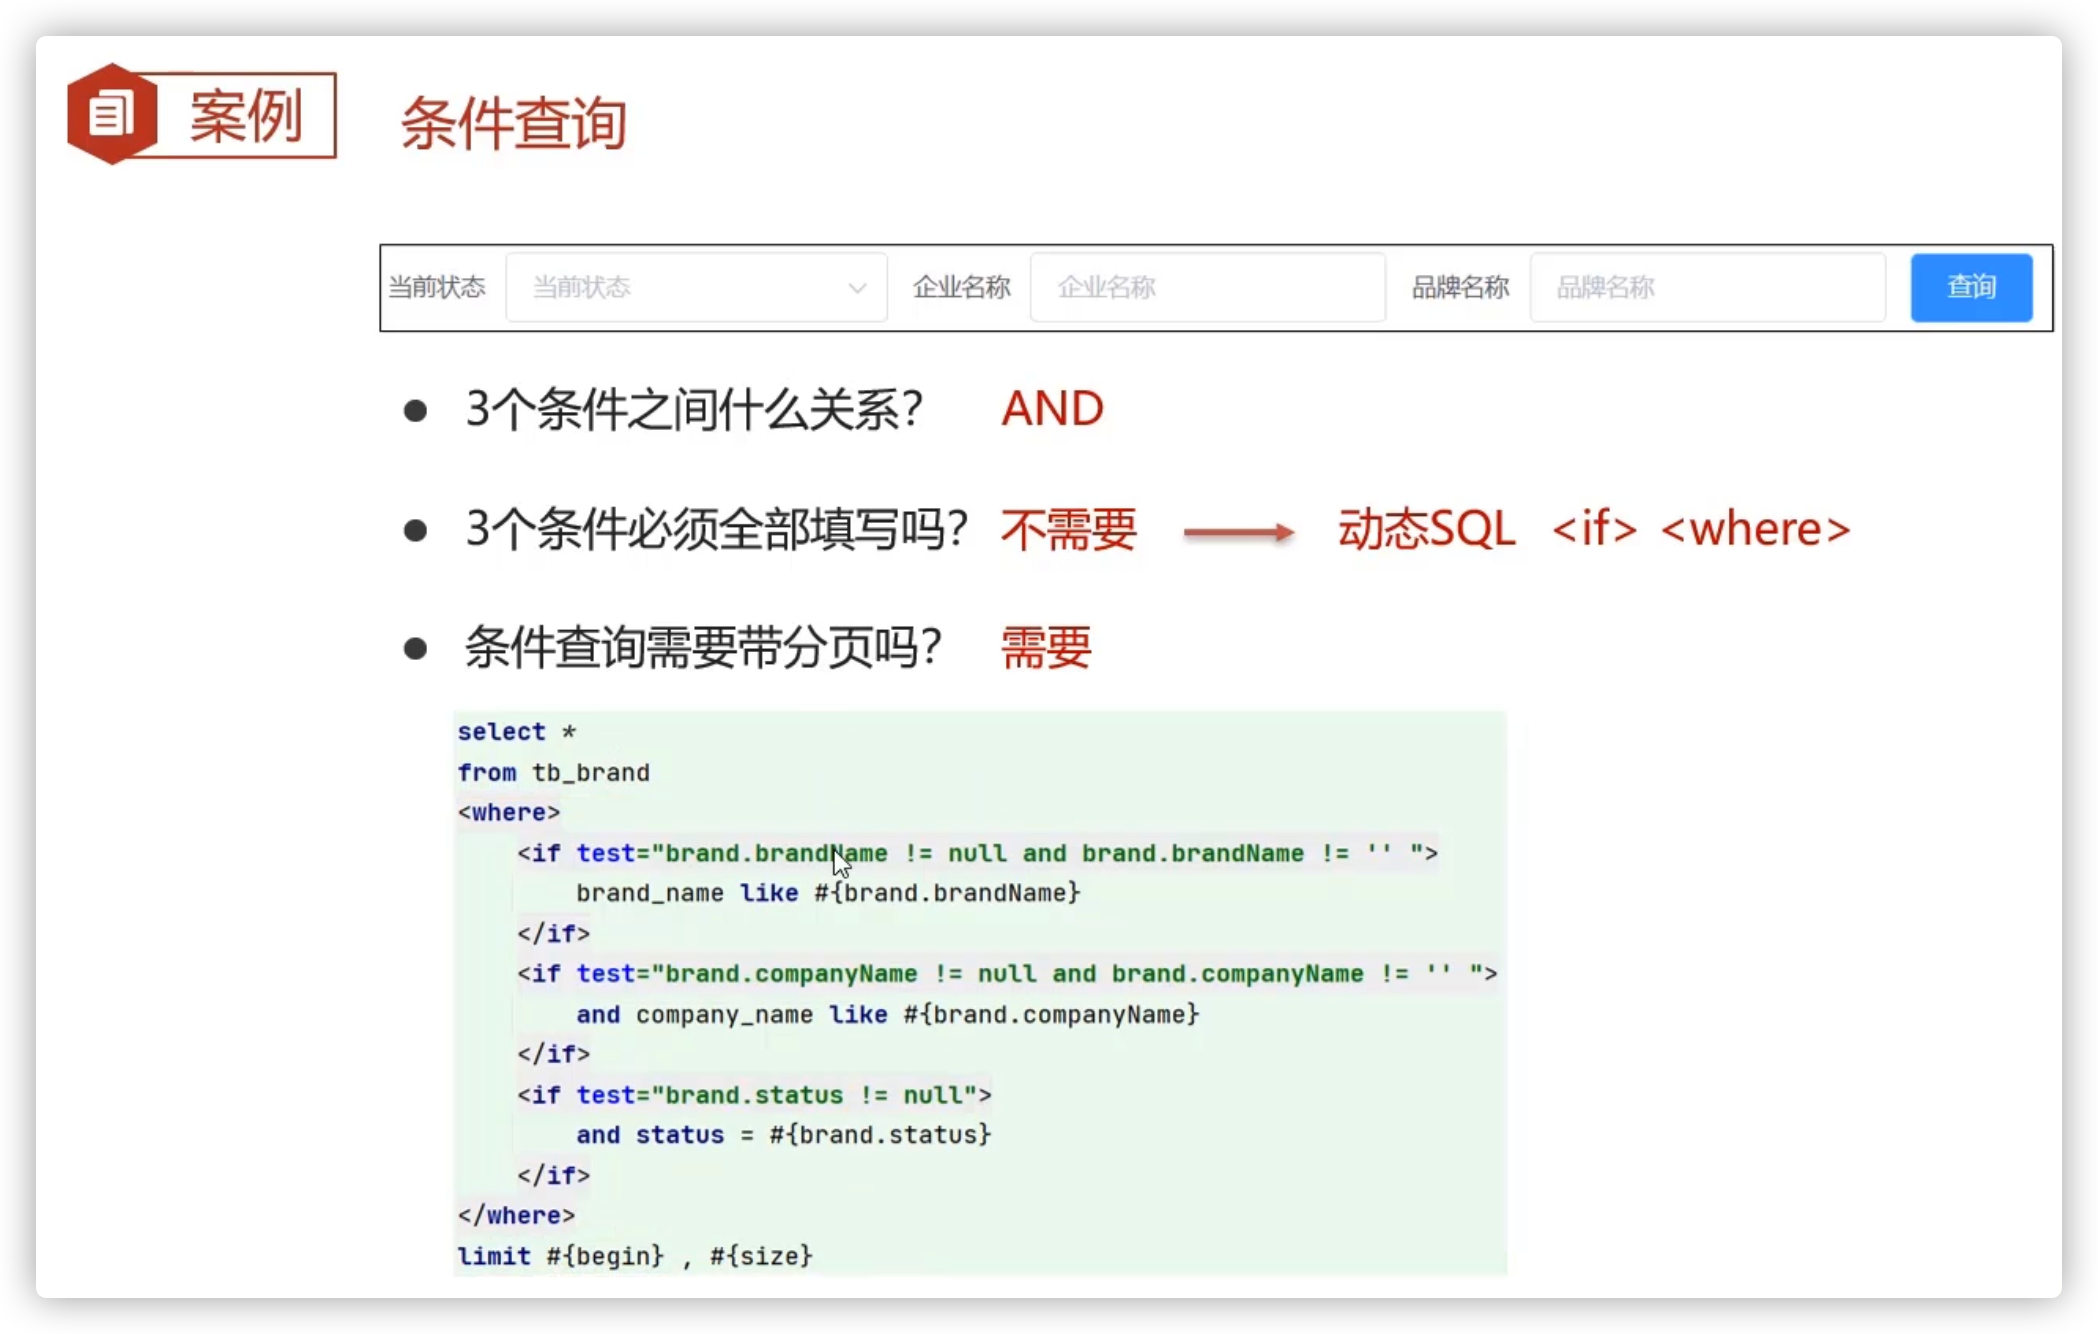 案例 条件查询
当前状态 当前状态 企业名称 企业名称 品牌名称 品牌名称 查询
● 3个条件之间什么关系？ AND
● 3个条件必须全部填写吗？ 不需要 → 动态SQL <if> <where>
● 条件查询需要带分页吗？ 需要
select *
from tb_brand
<where>
    <if test="brand.brandName != null and brand.brandName != '' ">
        brand_name like #{brand.brandName}
    </if>
    <if test="brand.companyName != null and brand.companyName != '' ">
        and company_name like #{brand.companyName}
    </if>
    <if test="brand.status != null">
        and status = #{brand.status}
    </if>
</where>
limit #{begin} , #{size}